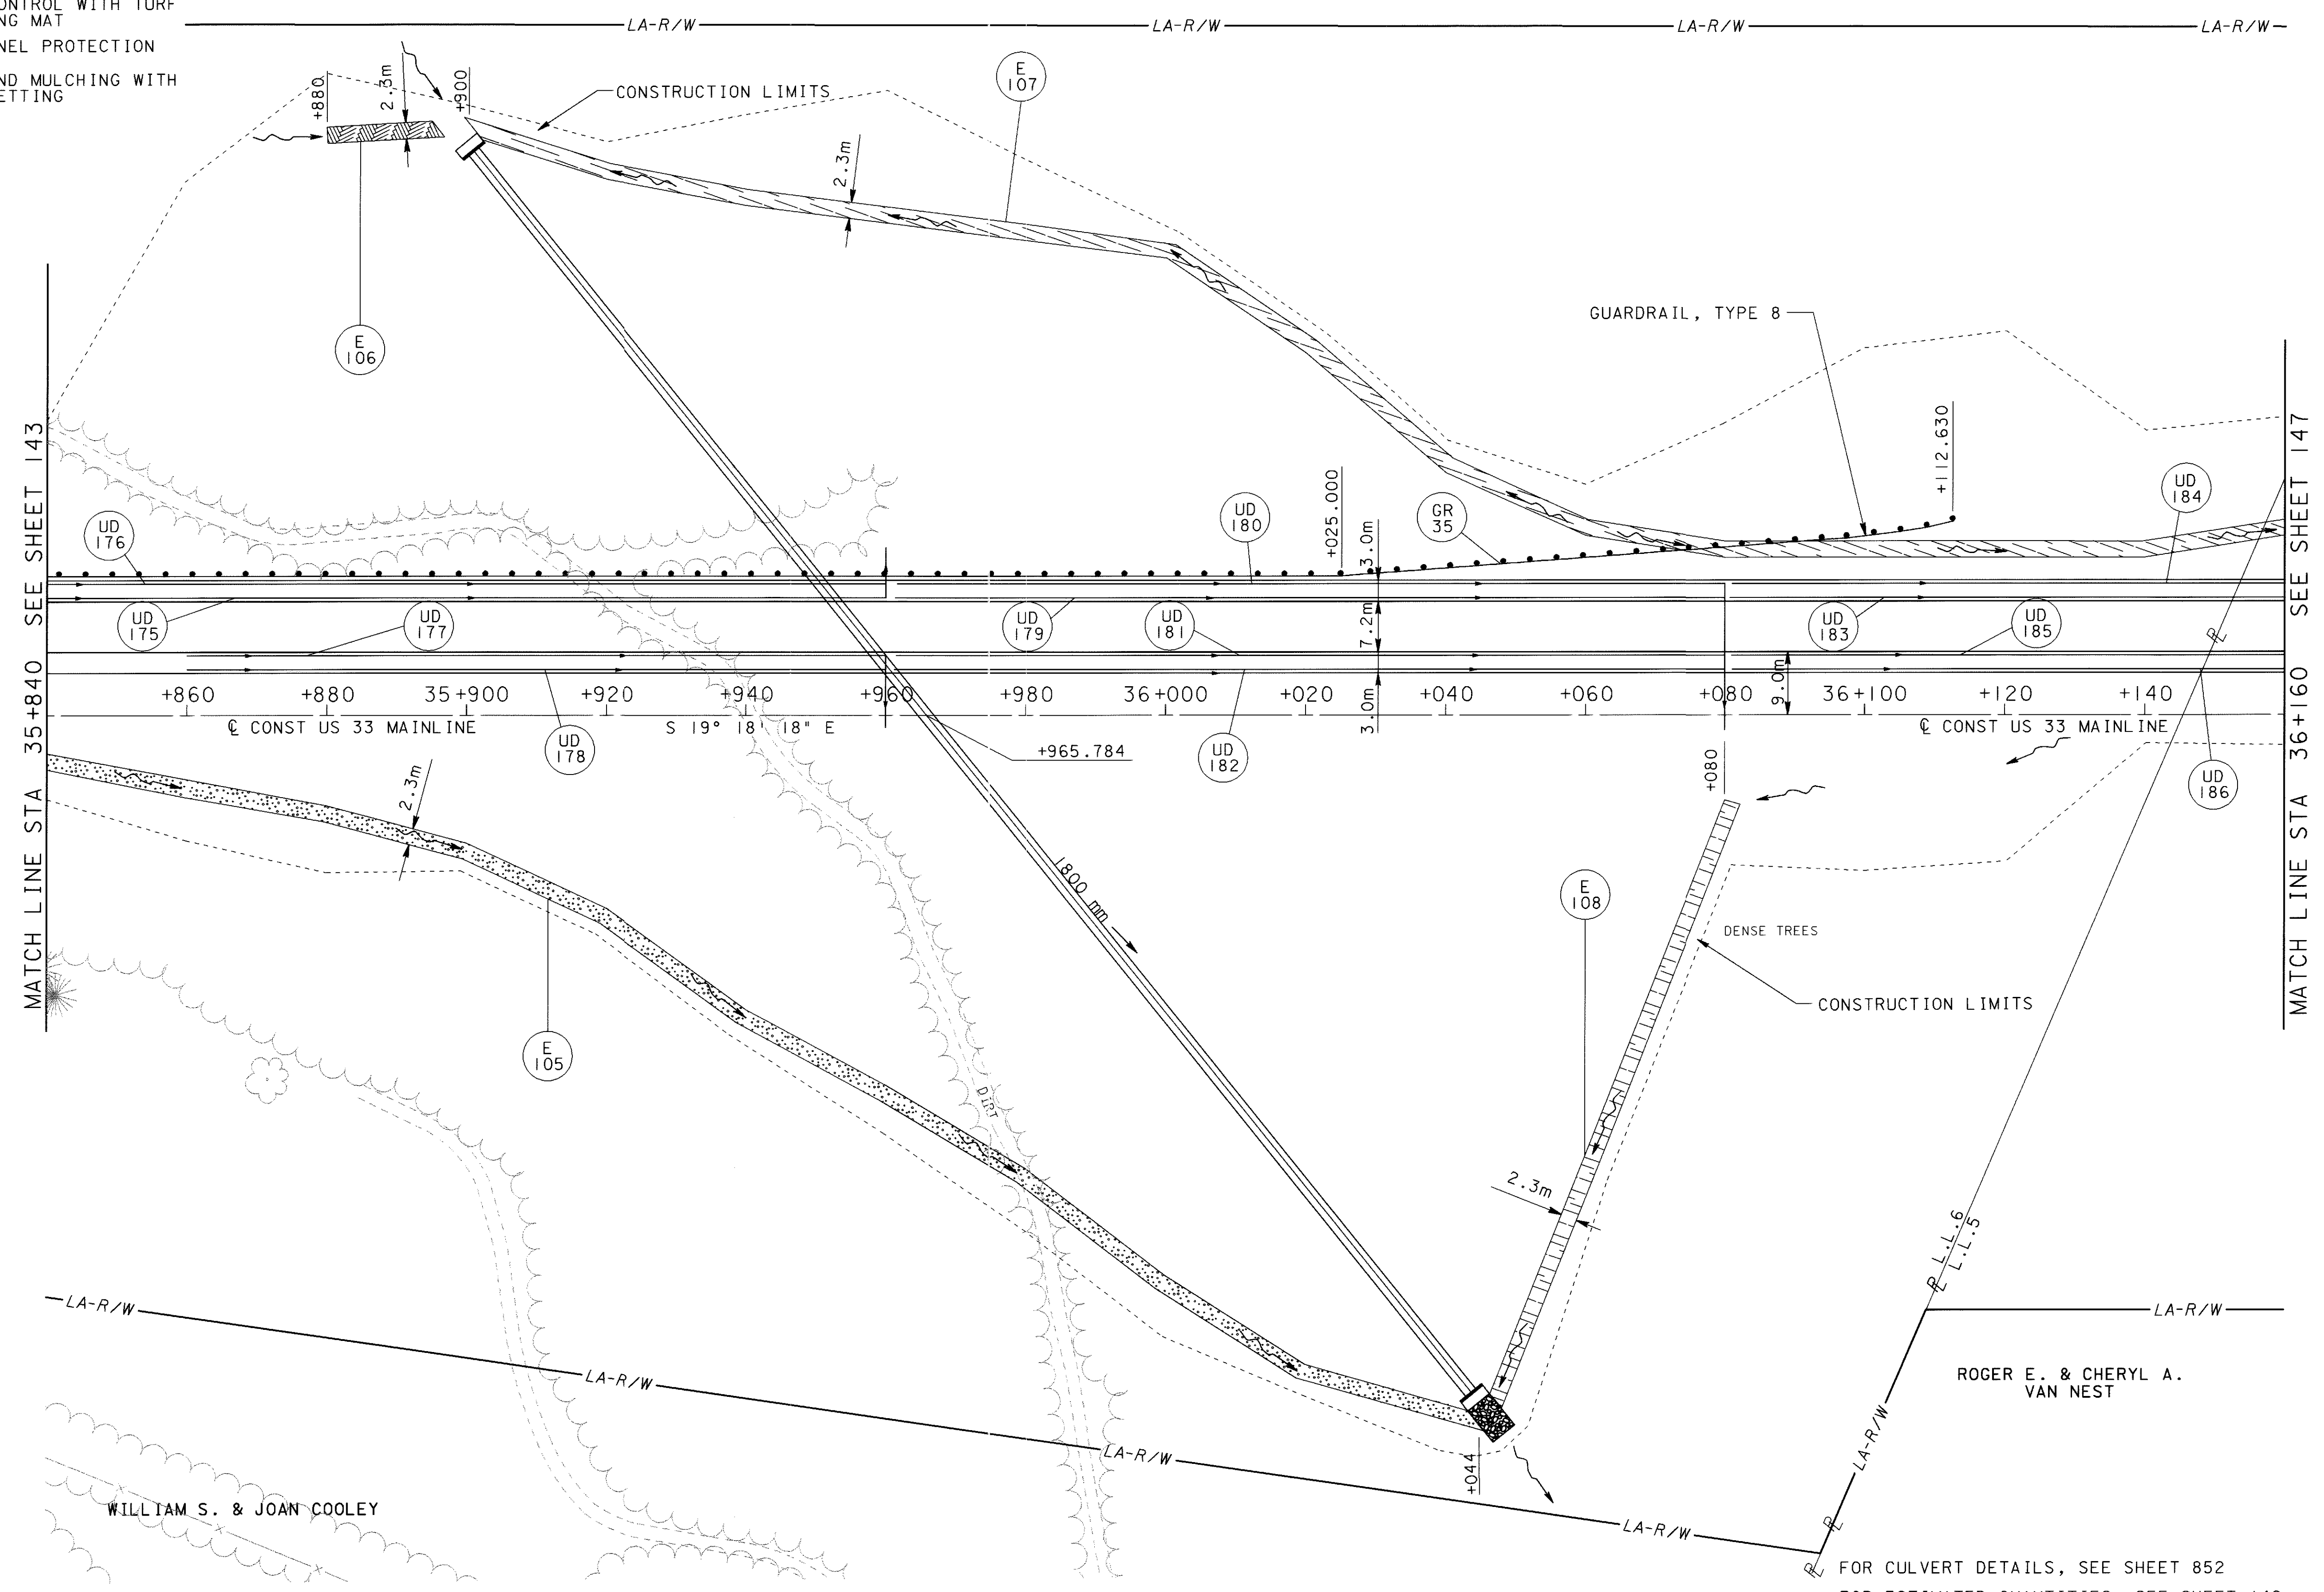 ONTROL WITH TURF
NG MAT
NEL PROTECTION
ND MULCHING WITH
ETTING
LA-R/W
LA-R/W
LA-R/W
LA-R/W
+880
2.3m
+900
CONSTRUCTION LIMITS
E
107
2.3m
E
106
GUARDRAIL, TYPE 8
+112.630
+025.000
MATCH LINE STA 35+840 SEE SHEET 143
MATCH LINE STA 36+160 SEE SHEET 147
UD
176
UD
180
GR
35
3.0m
UD
184
UD
175
UD
177
UD
179
UD
181
7.2m
UD
183
UD
185
PL
+860
+880
35+900
+920
+940
+960
+980
36+000
+020
+040
+060
+080
36+100
+120
+140
9.0m
3.0m
CL CONST US 33 MAINLINE
S 19° 18' 18" E
CL CONST US 33 MAINLINE
UD
178
+965.784
UD
182
+080
UD
186
2.3m
1800 mm
E
108
DENSE TREES
CONSTRUCTION LIMITS
E
105
DIRT
2.3m
PL L.L.6
PL L.L.5
LA-R/W
LA-R/W
LA-R/W
LA-R/W
LA-R/W
LA-R/W
ROGER E. & CHERYL A.
VAN NEST
+044
WILLIAM S. & JOAN COOLEY
PL
PL
FOR CULVERT DETAILS, SEE SHEET 852